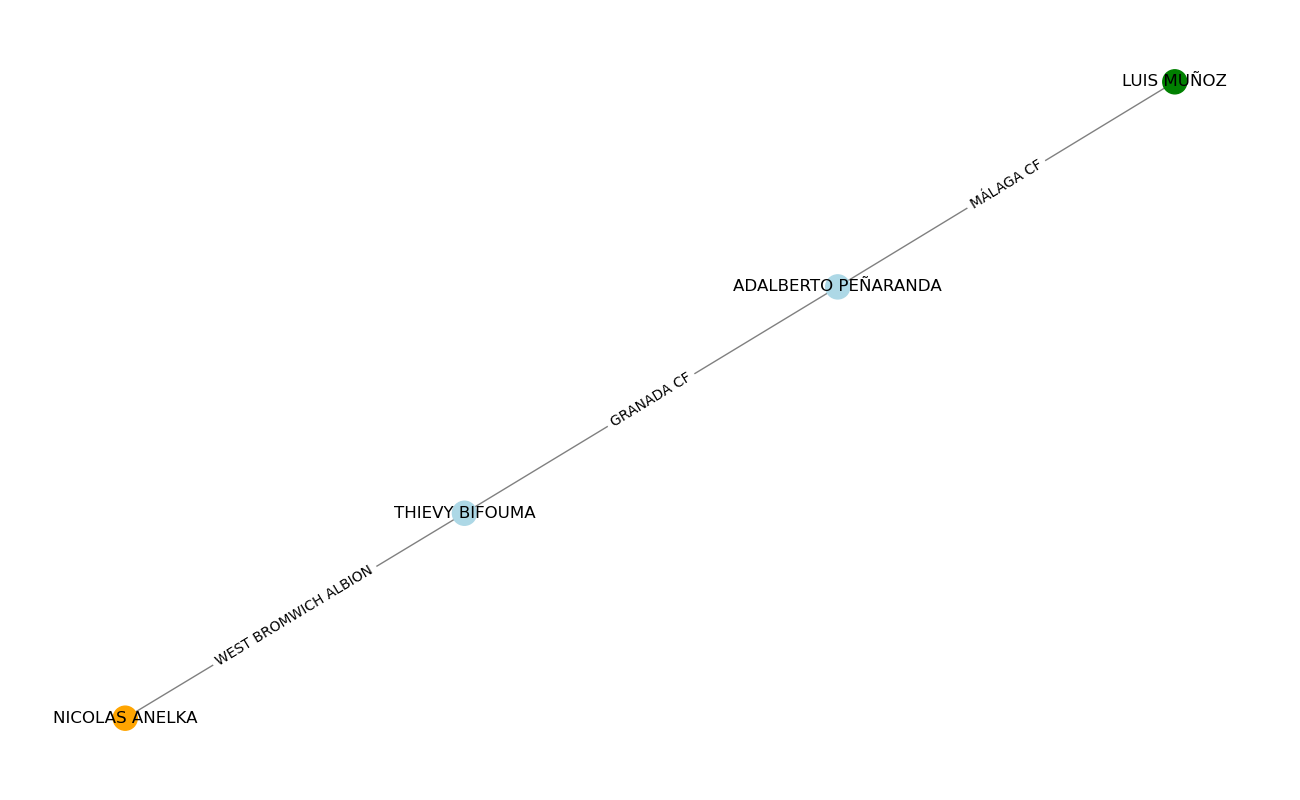 LUIS MUÑOZ
MÁLAGA CF
ADALBERTO PEÑARANDA
GRANADA CF
THIEVY BIFOUMA
WEST BROMWICH ALBION
NICOLAS ANELKA